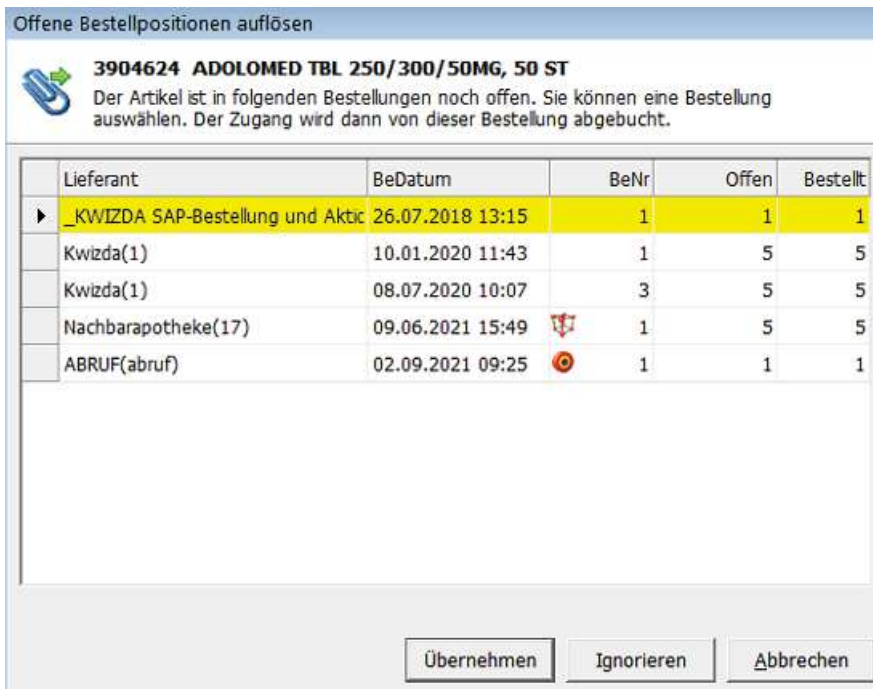 Offene Bestellpositionen auflösen
3904624 ADOLOMED TBL 250/300/50MG, 50 ST
Der Artikel ist in folgenden Bestellungen noch offen. Sie können eine Bestellung
auswählen. Der Zugang wird dann von dieser Bestellung abgebucht.
Lieferant BeDatum BeNr Offen Bestellt
_KWIZDA SAP-Bestellung und Aktic 26.07.2018 13:15 1 1 1
Kwizda(1) 10.01.2020 11:43 1 5 5
Kwizda(1) 08.07.2020 10:07 3 5 5
Nachbarapotheke(17) 09.06.2021 15:49 1 5 5
ABRUF(abruf) 02.09.2021 09:25 1 1 1
Übernehmen Ignorieren Abbrechen